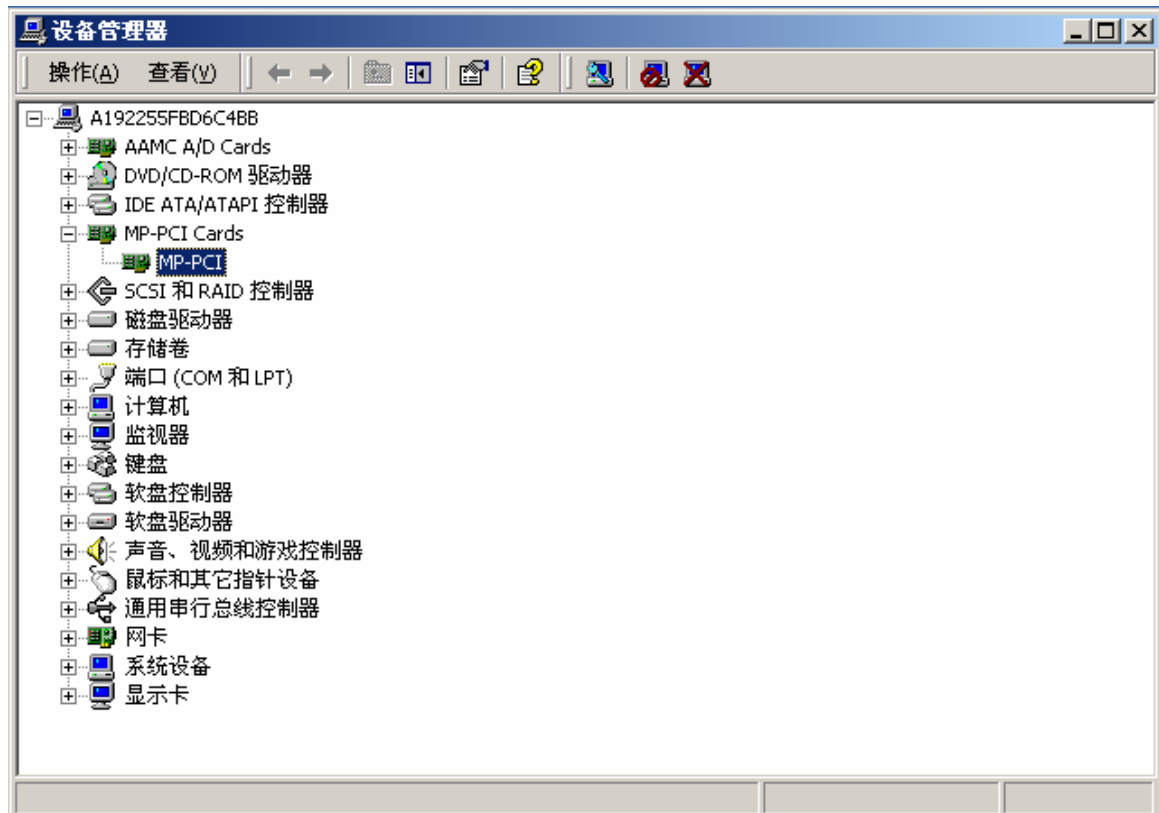 设备管理器
操作(A) 查看(V)
A192255FBD6C4BB
AAMC A/D Cards
DVD/CD-ROM 驱动器
IDE ATA/ATAPI 控制器
MP-PCI Cards
MP-PCI
SCSI 和 RAID 控制器
磁盘驱动器
存储卷
端口 (COM 和 LPT)
计算机
监视器
键盘
软盘控制器
软盘驱动器
声音、视频和游戏控制器
鼠标和其它指针设备
通用串行总线控制器
网卡
系统设备
显示卡